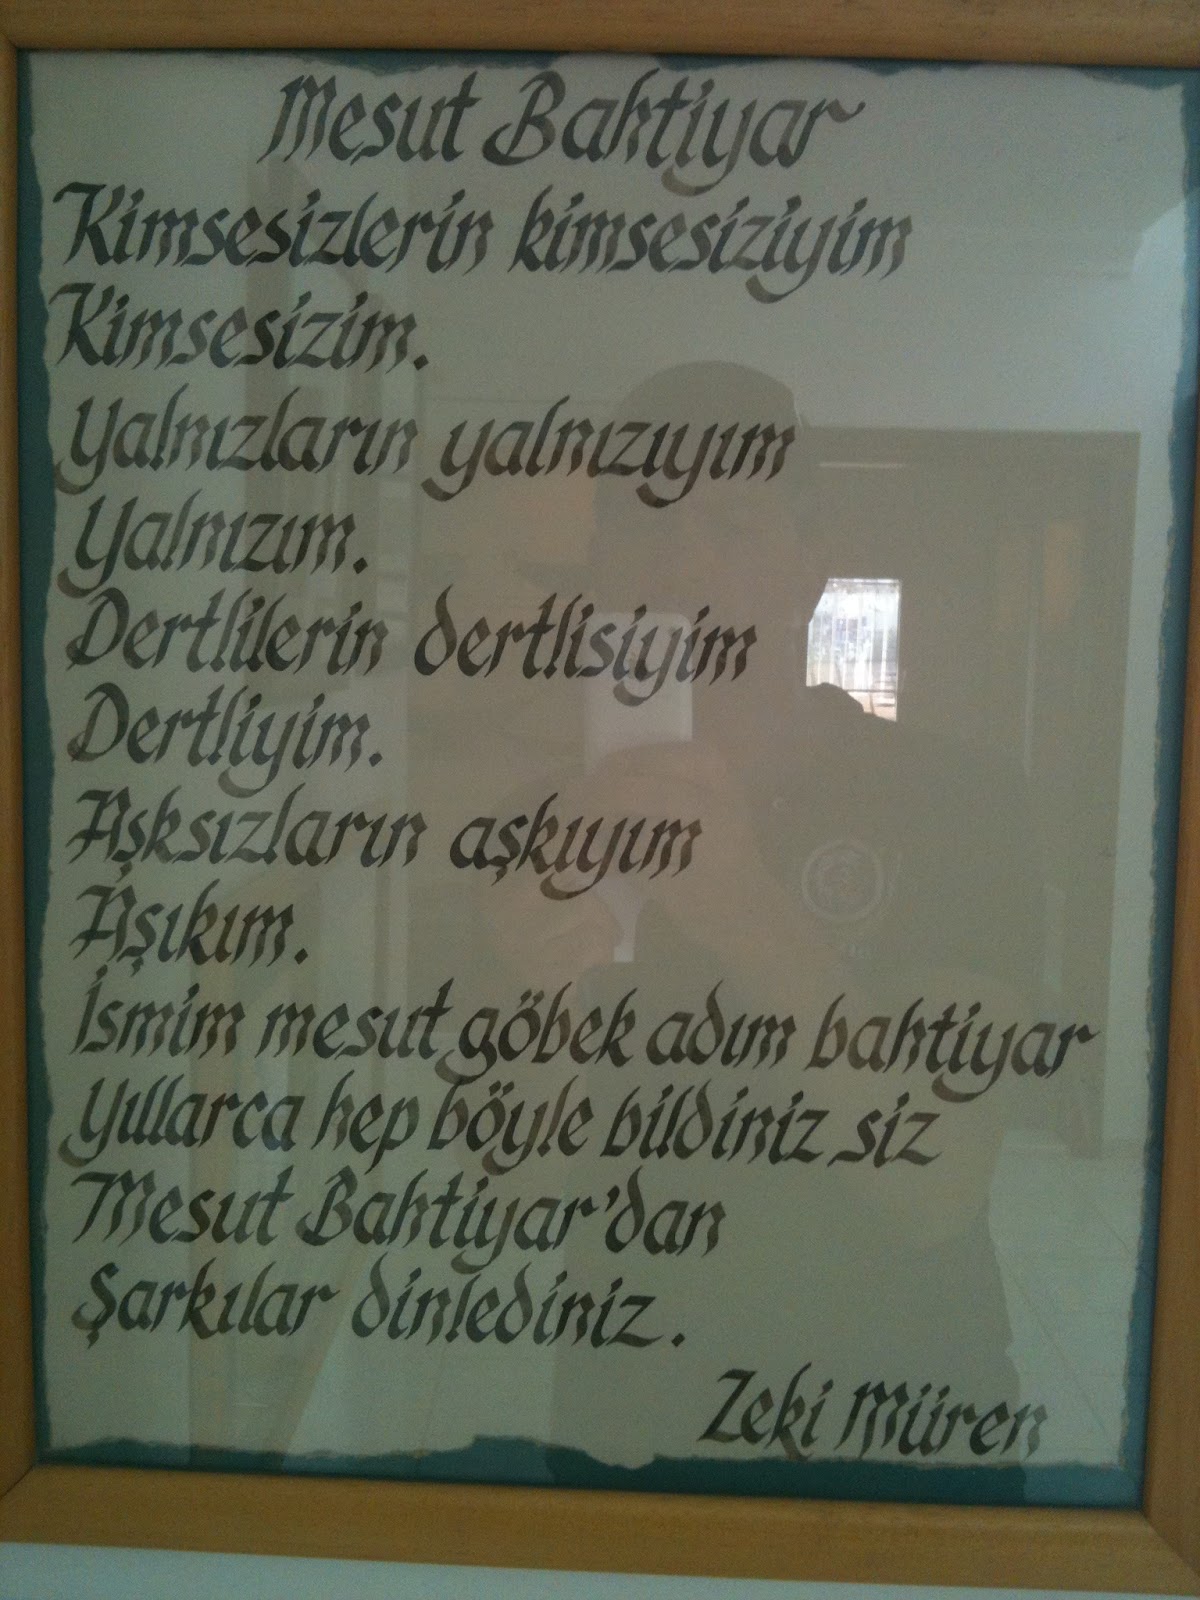 Mesut Bahtiyar
Kimsesizlerin kimsesiziyim
Kimsesizim.
Yalnızların yalnızıyım
Yalnızım.
Dertlilerin dertlisiyim
Dertliyim.
Aşksızların aşkıyım
Aşıkım.
İsmim mesut göbek adım bahtiyar
Yıllarca hep böyle bildiniz siz
Mesut Bahtiyar'dan
Şarkılar dinlediniz.
Zeki Müren